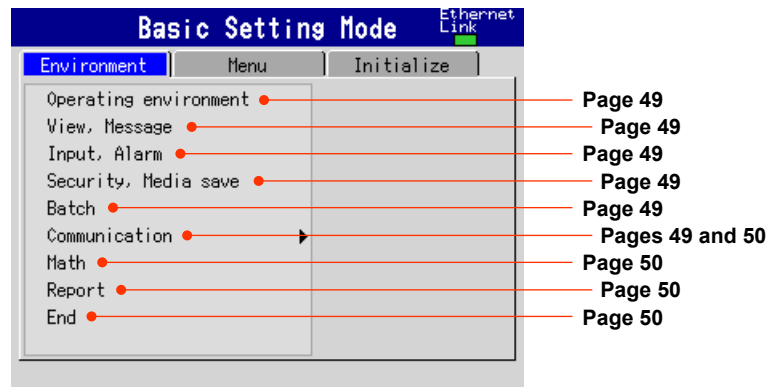 Basic Setting Mode
Ethernet
Link
Environment Menu Initialize
Operating environment Page 49
View, Message Page 49
Input, Alarm Page 49
Security, Media save Page 49
Batch Page 49
Communication Pages 49 and 50
Math Page 50
Report Page 50
End Page 50